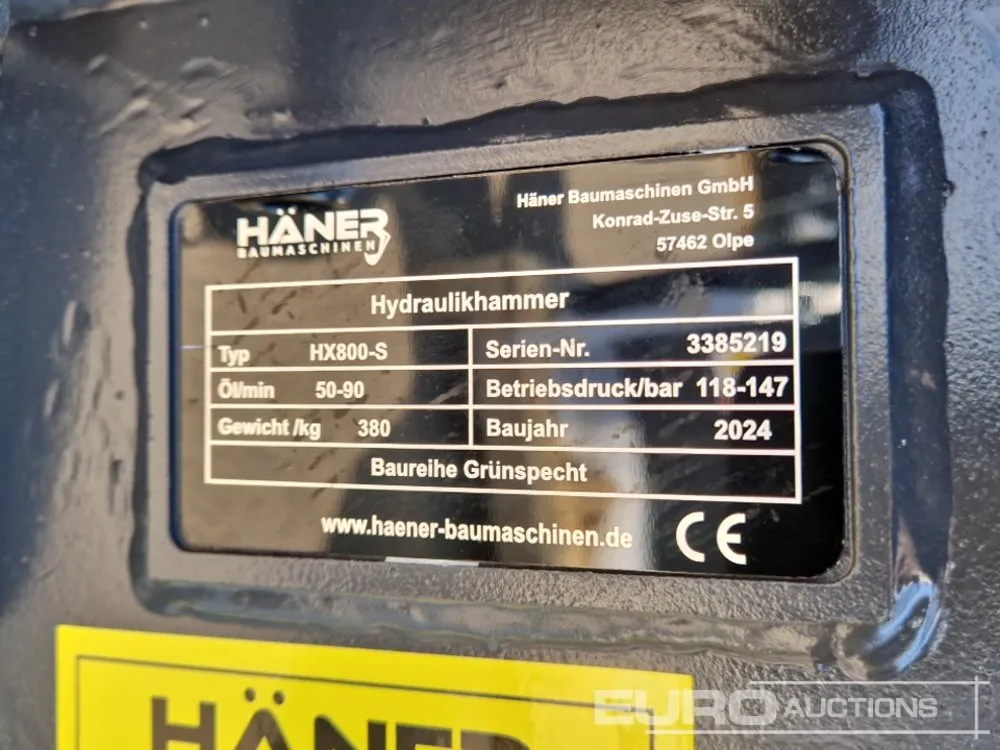 HÄNER
BAUMASCHINEN
Häner Baumaschinen GmbH
Konrad-Zuse-Str. 5
57462 Olpe
Hydraulikhammer
Typ HX800-S Serien-Nr. 3385219
Öl/min 50-90 Betriebsdruck/bar 118-147
Gewicht /kg 380 Baujahr 2024
Baureihe Grünspecht
www.haener-baumaschinen.de CE
HÄNER
EURO AUCTIONS